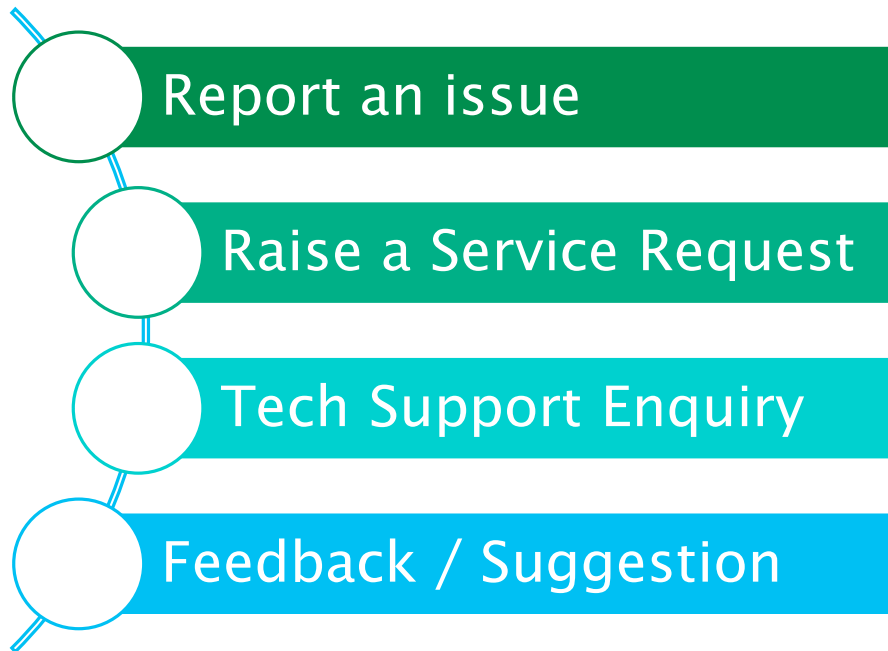 Report an issue
Raise a Service Request
Tech Support Enquiry
Feedback / Suggestion